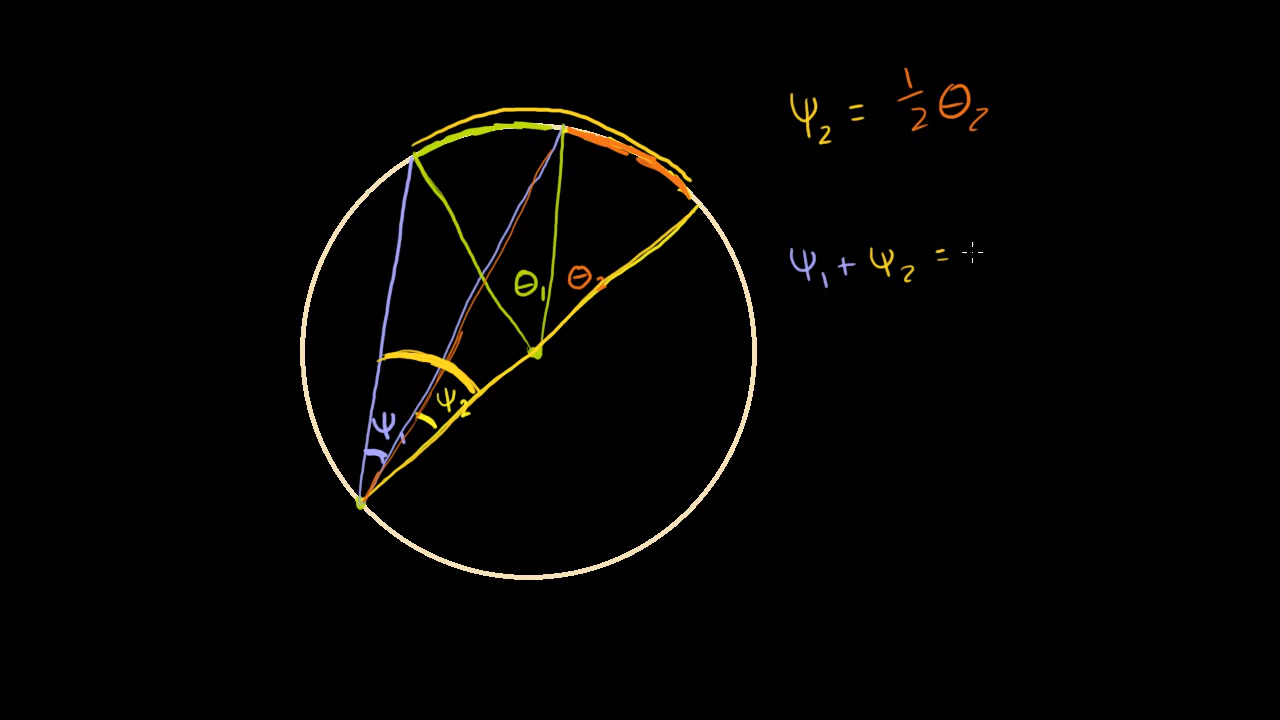 ψ₂ = 1/2 θ₂
ψ₁ + ψ₂ =
θ₁ θ₂
ψ₂
ψ₁